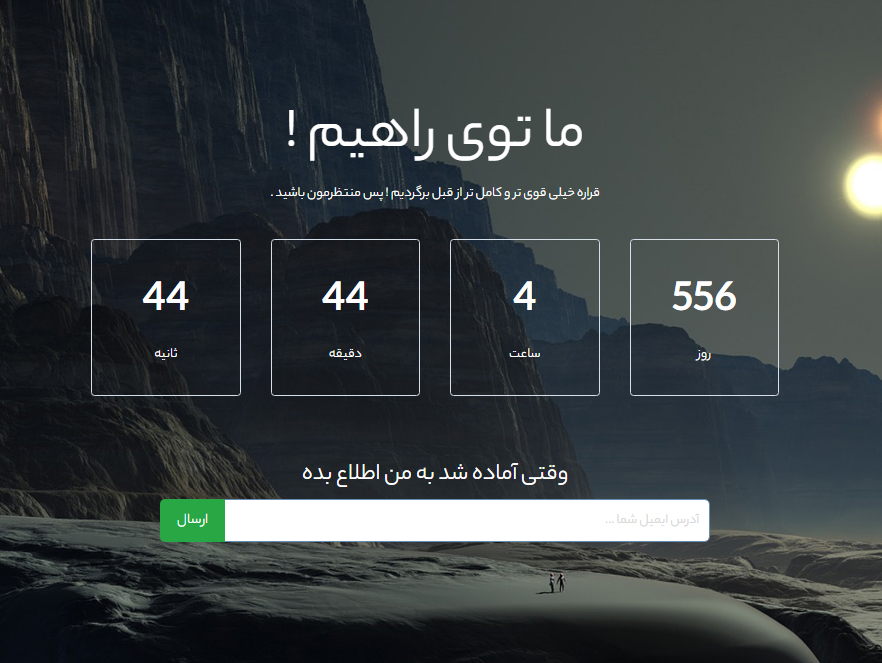 ما توی راهیم !
قراره خیلی قوی تر و کامل تر از قبل برگردیم ! پس منتظرمون باشید .
556
روز
4
ساعت
44
دقیقه
44
ثانیه
وقتی آماده شد به من اطلاع بده
آدرس ایمیل شما ...
ارسال